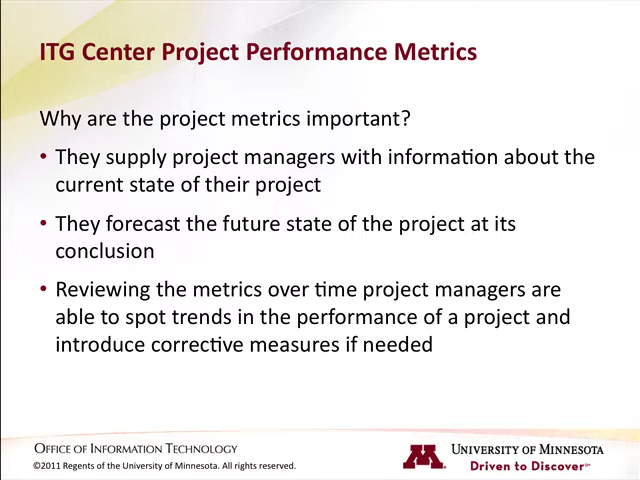 ITG Center Project Performance Metrics
Why are the project metrics important?
• They supply project managers with information about the
current state of their project
• They forecast the future state of the project at its
conclusion
• Reviewing the metrics over time project managers are
able to spot trends in the performance of a project and
introduce corrective measures if needed
OFFICE OF INFORMATION TECHNOLOGY
©2011 Regents of the University of Minnesota. All rights reserved.
M
UNIVERSITY OF MINNESOTA
Driven to Discover℠